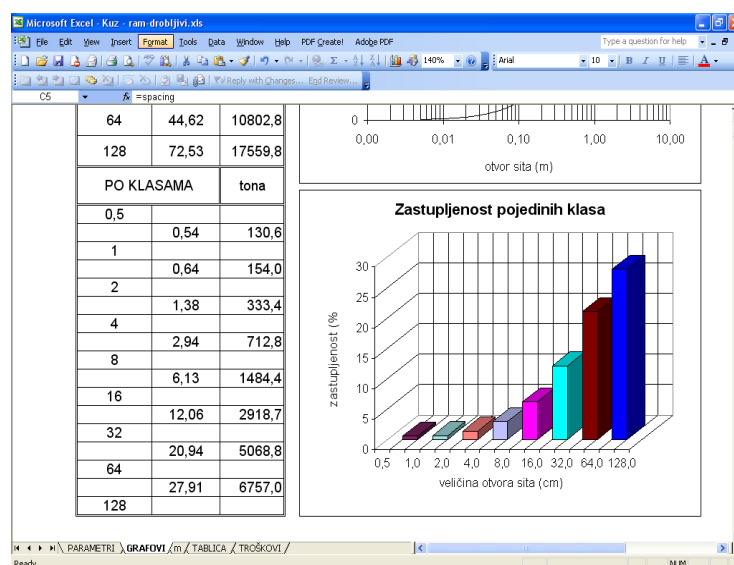 Microsoft Excel - Kuz - ram-drobljivi.xls
File Edit View Insert Format Tools Data Window Help PDF Create! Adobe PDF Type a question for help
140% Arial 10 B I U A
Reply with Changes... End Review...
C5 fx =spacing
64 44,62 10802,8
128 72,53 17559,8
PO KLASAMA tona
0,5
0,54 130,6
1
0,64 154,0
2
1,38 333,4
4
2,94 712,8
8
6,13 1484,4
16
12,06 2918,7
32
20,94 5068,8
64
27,91 6757,0
128
0
0,00 0,01 0,10 1,00 10,00
otvor sita (m)
Zastupljenost pojedinih klasa
zastupljenost (%
30
25
20
15
10
5
0
0,5 1,0 2,0 4,0 8,0 16,0 32,0 64,0 128,0
veličina otvora sita (cm)
PARAMETRI GRAFOVI m TABLICA TROŠKOVI
Ready NUM